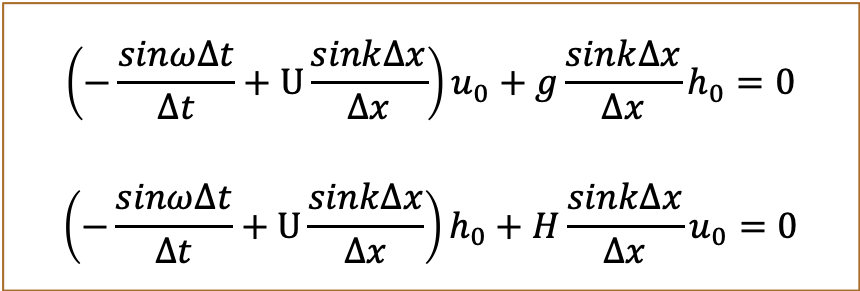 (−sinωΔt/Δt + U sinkΔx/Δx)u₀ + g sinkΔx/Δx h₀ = 0
(−sinωΔt/Δt + U sinkΔx/Δx)h₀ + H sinkΔx/Δx u₀ = 0